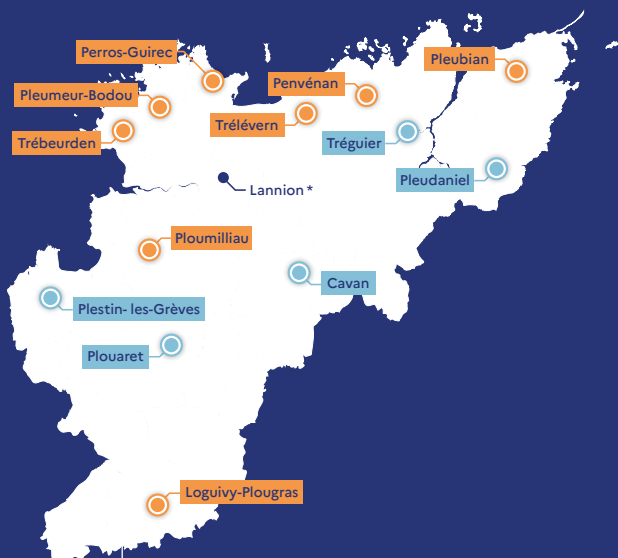 Perros-Guirec
Pleubian
Penvénan
Pleumeur-Bodou
Trélévern
Trébeurden
Tréguier
Pleudaniel
Lannion *
Ploumilliau
Cavan
Plestin- les-Grèves
Plouaret
Loguivy-Plougras